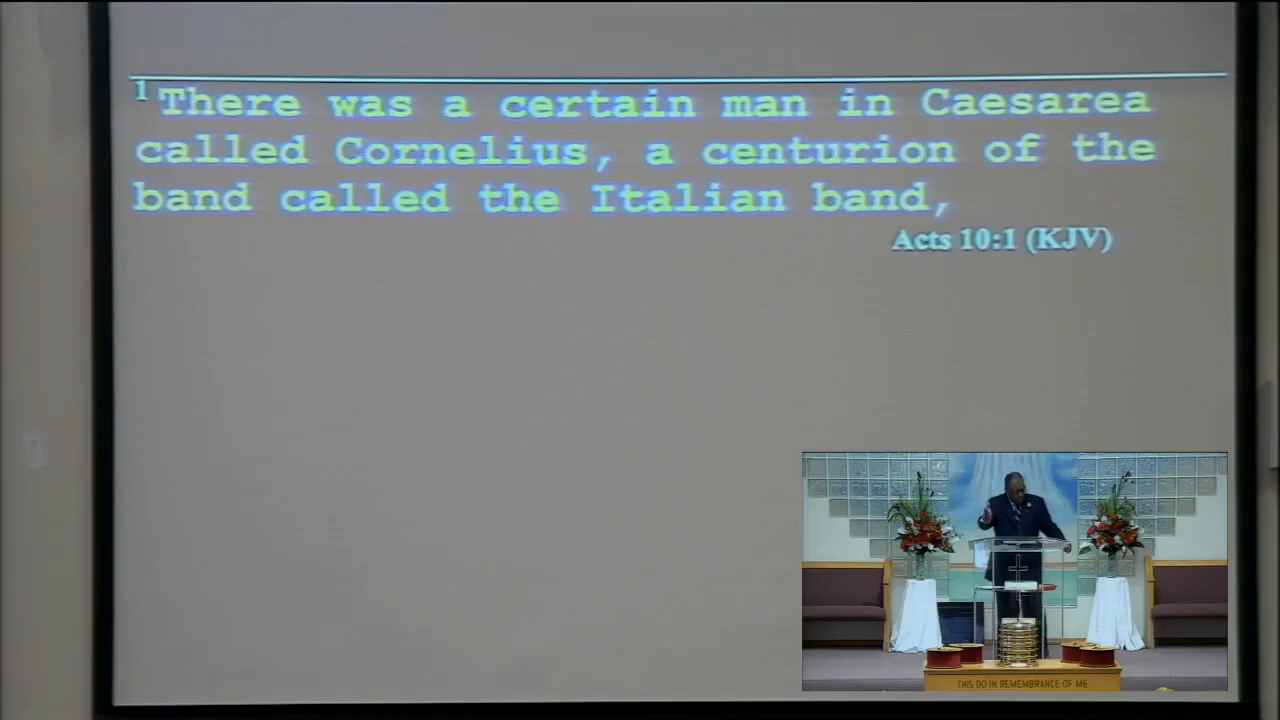 1 There was a certain man in Caesarea
called Cornelius, a centurion of the
band called the Italian band,
Acts 10:1 (KJV)
THIS DO IN REMEMBRANCE OF ME